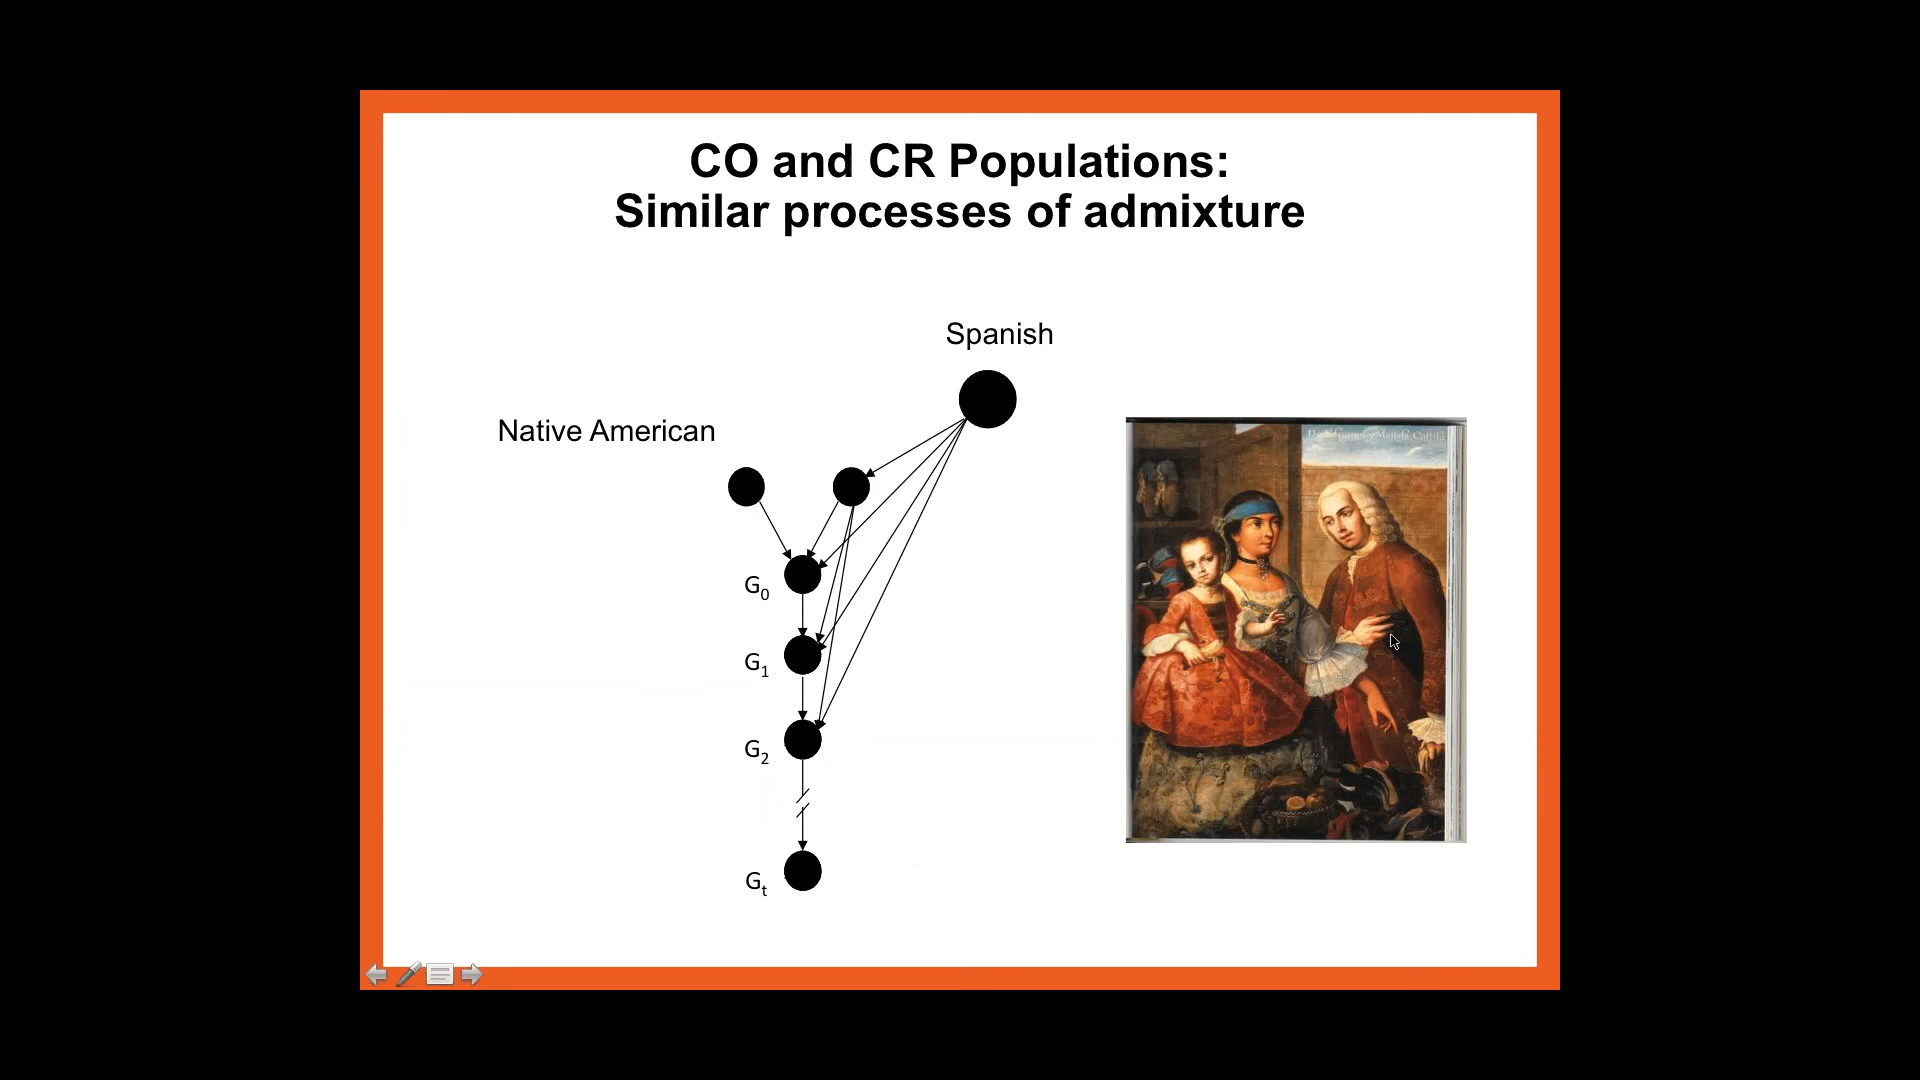 CO and CR Populations:
Similar processes of admixture
Spanish
Native American
G0
G1
G2
Gt